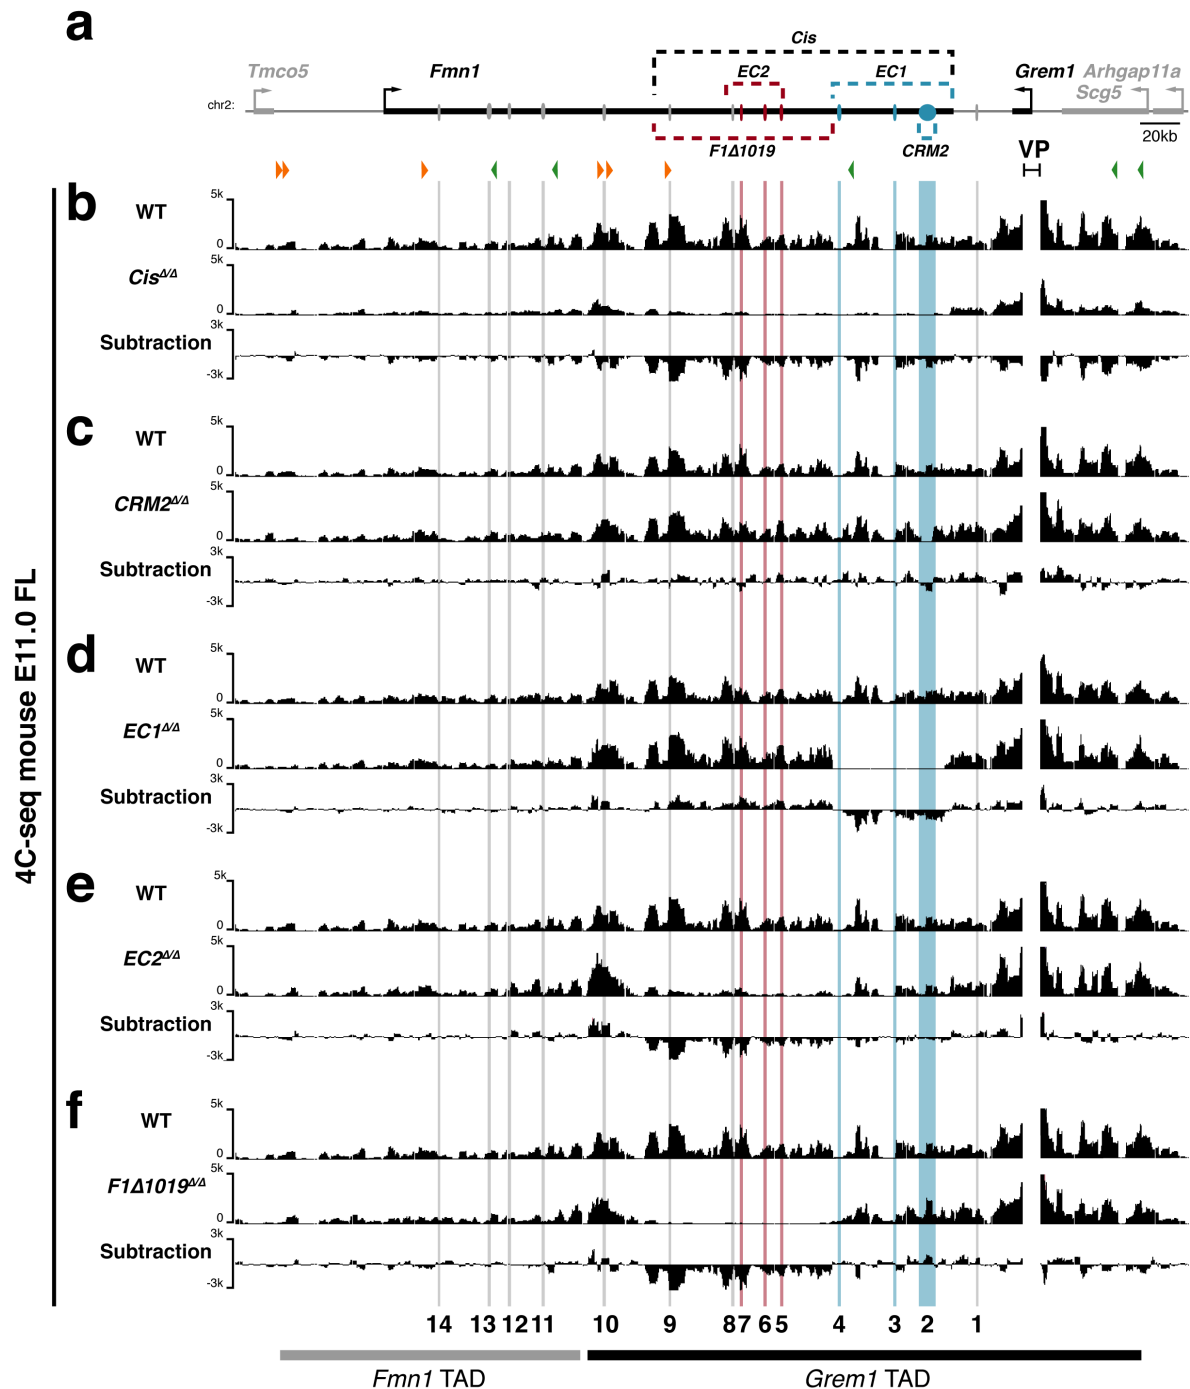 a
Cis
Tmco5
Fmn1
EC2
EC1
Grem1
Arhgap11a
Scg5
chr2:
20kb
F1Δ1019
CRM2
VP
4C-seq mouse E11.0 FL
b
WT
5k
0
CisΔ/Δ
5k
0
Subtraction
3k
-3k
c
WT
5k
0
CRM2Δ/Δ
5k
0
Subtraction
3k
-3k
d
WT
5k
0
EC1Δ/Δ
5k
0
Subtraction
3k
-3k
e
WT
5k
0
EC2Δ/Δ
5k
0
Subtraction
3k
-3k
f
WT
5k
0
F1Δ1019Δ/Δ
5k
0
Subtraction
3k
-3k
14 13 12 11 10 9 8 7 6 5 4 3 2 1
Fmn1 TAD
Grem1 TAD